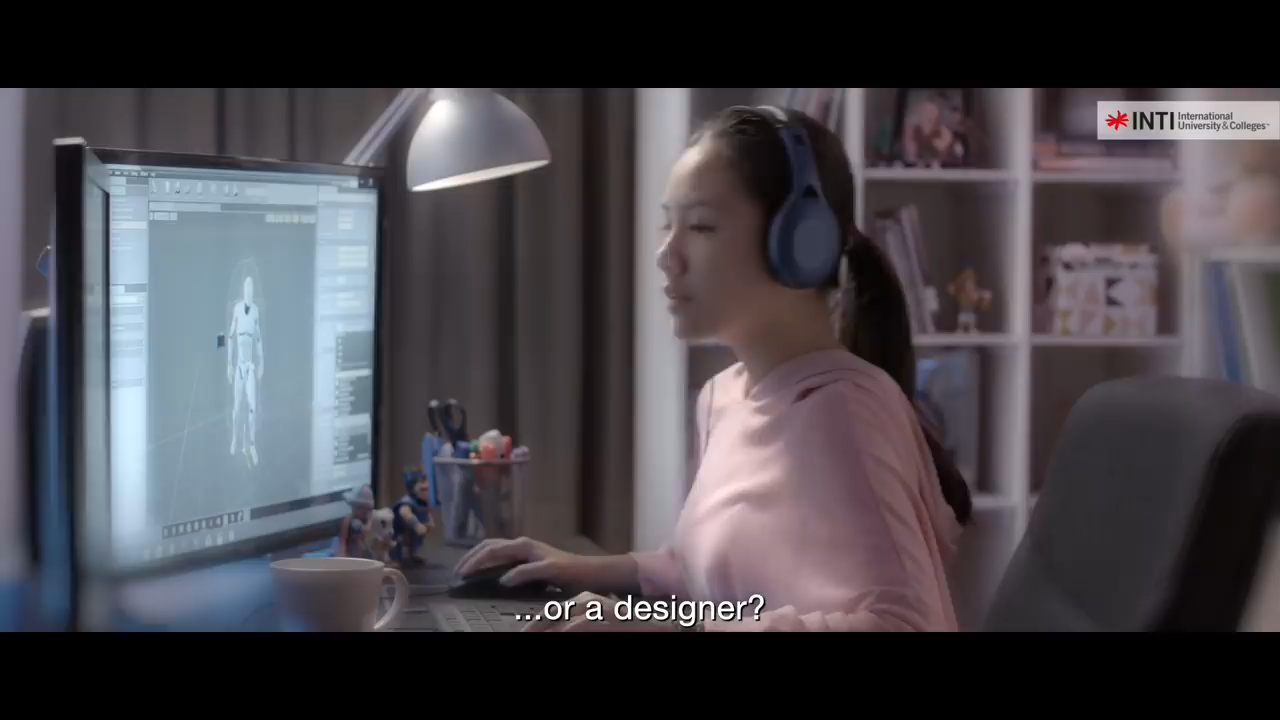 INTI International
University & Colleges
...or a designer?